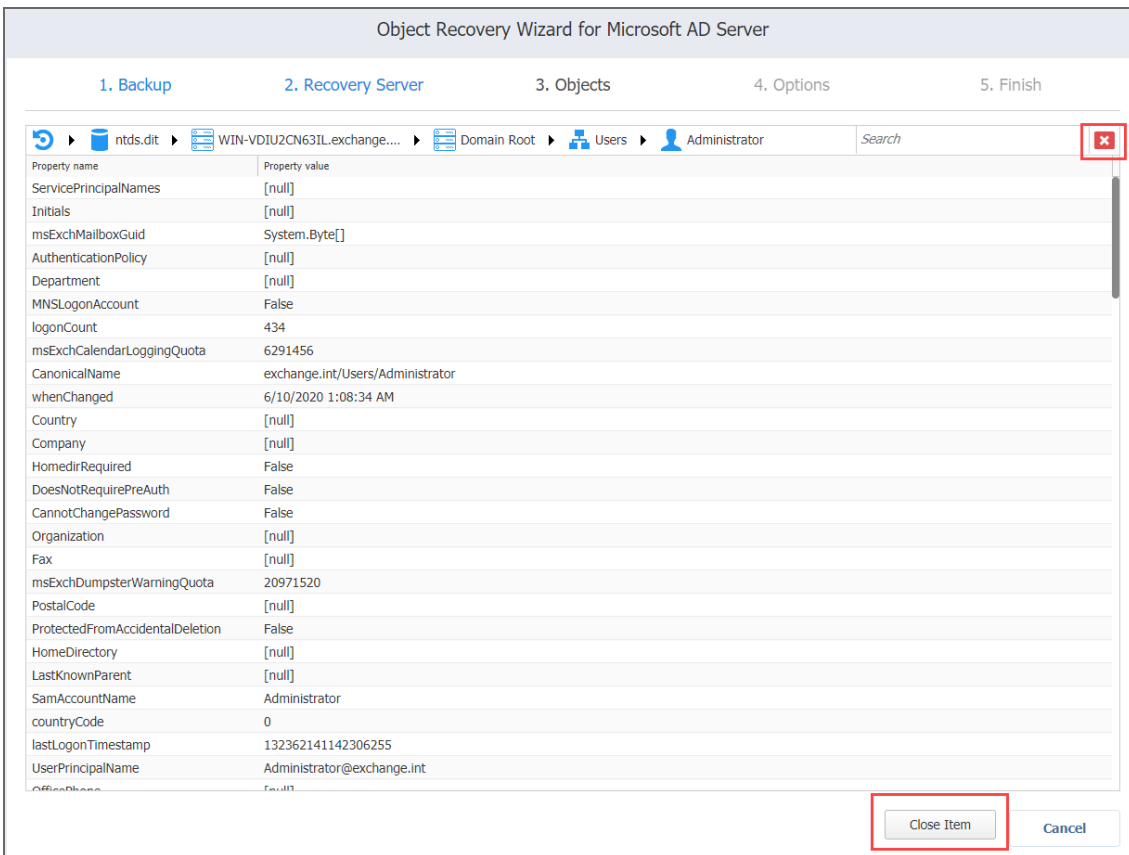 Object Recovery Wizard for Microsoft AD Server
1. Backup 2. Recovery Server 3. Objects 4. Options 5. Finish
ntds.dit WIN-VDIU2CN63IL.exchange.... Domain Root Users Administrator Search
Property name Property value
ServicePrincipalNames [null]
Initials [null]
msExchMailboxGuid System.Byte[]
AuthenticationPolicy [null]
Department [null]
MNSLogonAccount False
logonCount 434
msExchCalendarLoggingQuota 6291456
CanonicalName exchange.int/Users/Administrator
whenChanged 6/10/2020 1:08:34 AM
Country [null]
Company [null]
HomedirRequired False
DoesNotRequirePreAuth False
CannotChangePassword False
Organization [null]
Fax [null]
msExchDumpsterWarningQuota 20971520
PostalCode [null]
ProtectedFromAccidentalDeletion False
HomeDirectory [null]
LastKnownParent [null]
SamAccountName Administrator
countryCode 0
lastLogonTimestamp 132362141142306255
UserPrincipalName Administrator@exchange.int
OfficePhone [null]
Close Item Cancel